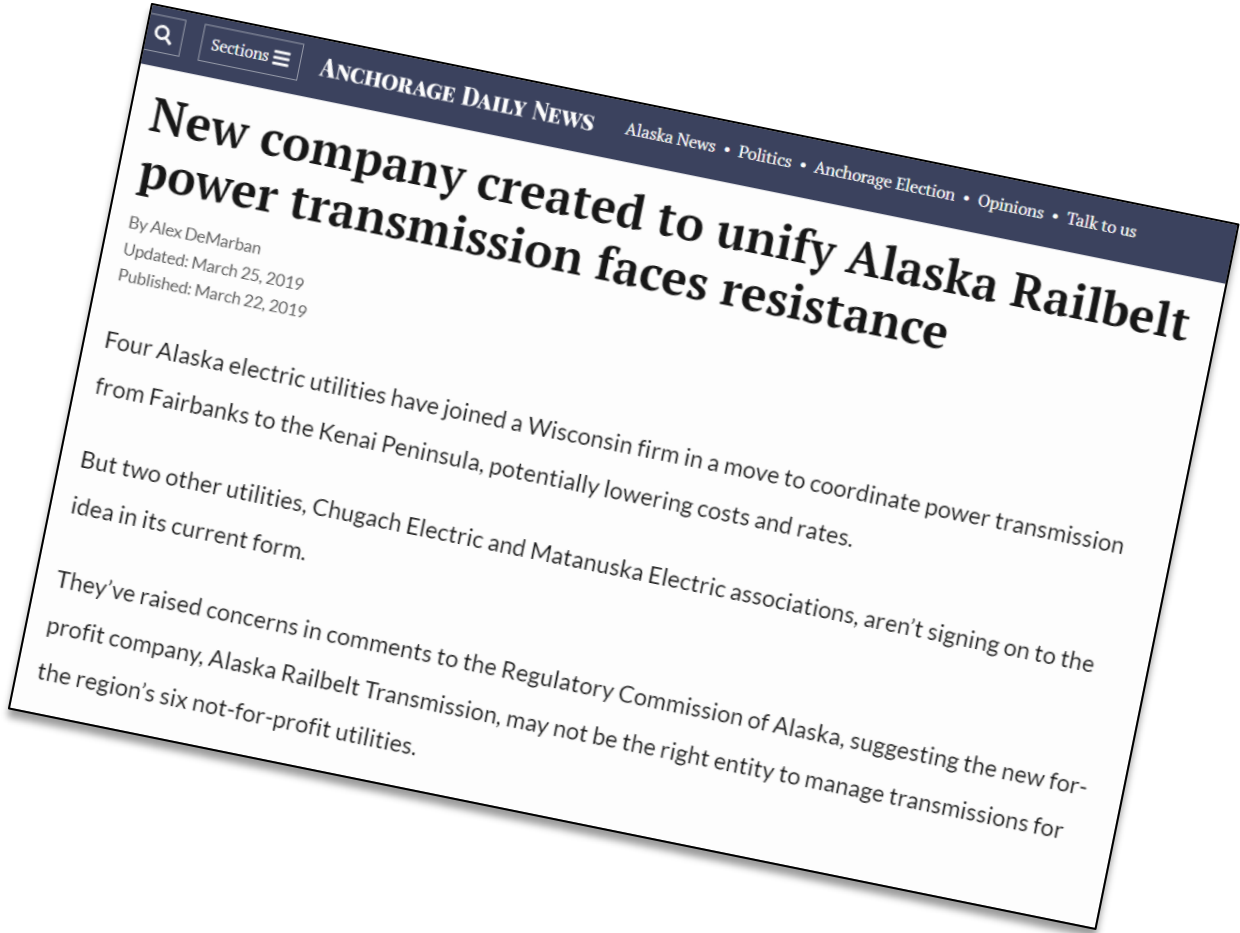 Sections
ANCHORAGE DAILY NEWS
Alaska News • Politics • Anchorage Election • Opinions • Talk to us
New company created to unify Alaska Railbelt
power transmission faces resistance
By Alex DeMarban
Updated: March 25, 2019
Published: March 22, 2019
Four Alaska electric utilities have joined a Wisconsin firm in a move to coordinate power transmission
from Fairbanks to the Kenai Peninsula, potentially lowering costs and rates.
But two other utilities, Chugach Electric and Matanuska Electric associations, aren’t signing on to the
idea in its current form.
They’ve raised concerns in comments to the Regulatory Commission of Alaska, suggesting the new for-
profit company, Alaska Railbelt Transmission, may not be the right entity to manage transmissions for
the region’s six not-for-profit utilities.